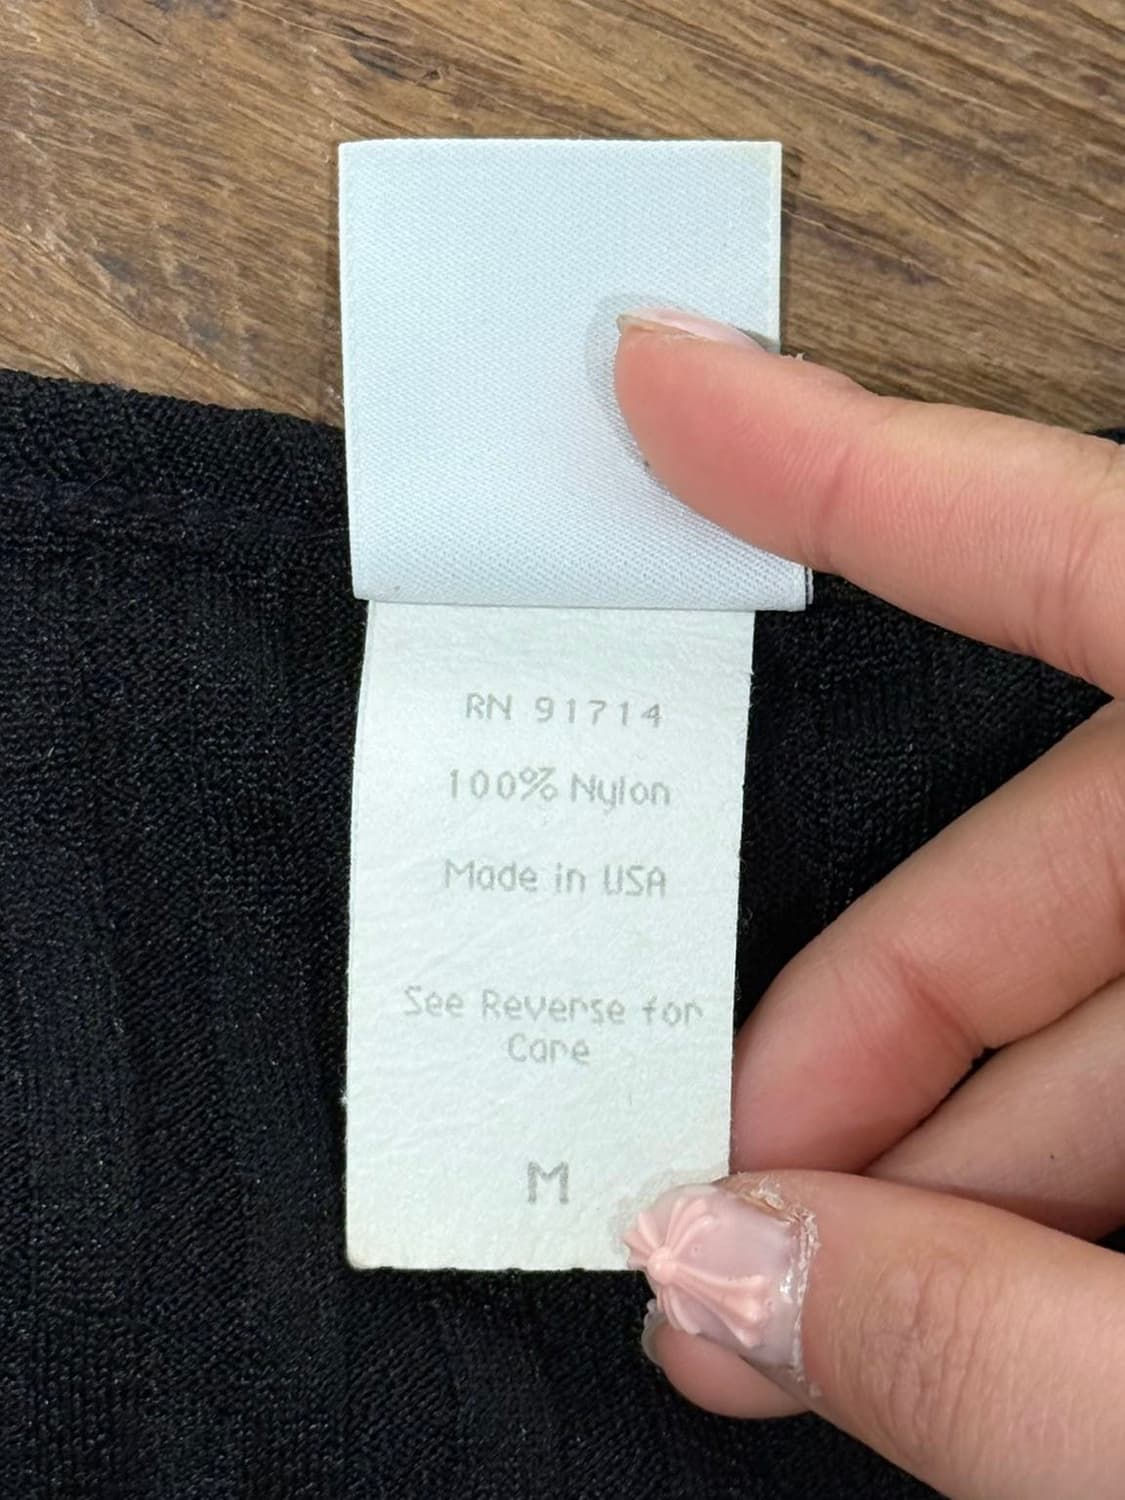 RN 91714
100% Nylon
Made in USA
See Reverse for
Care
M